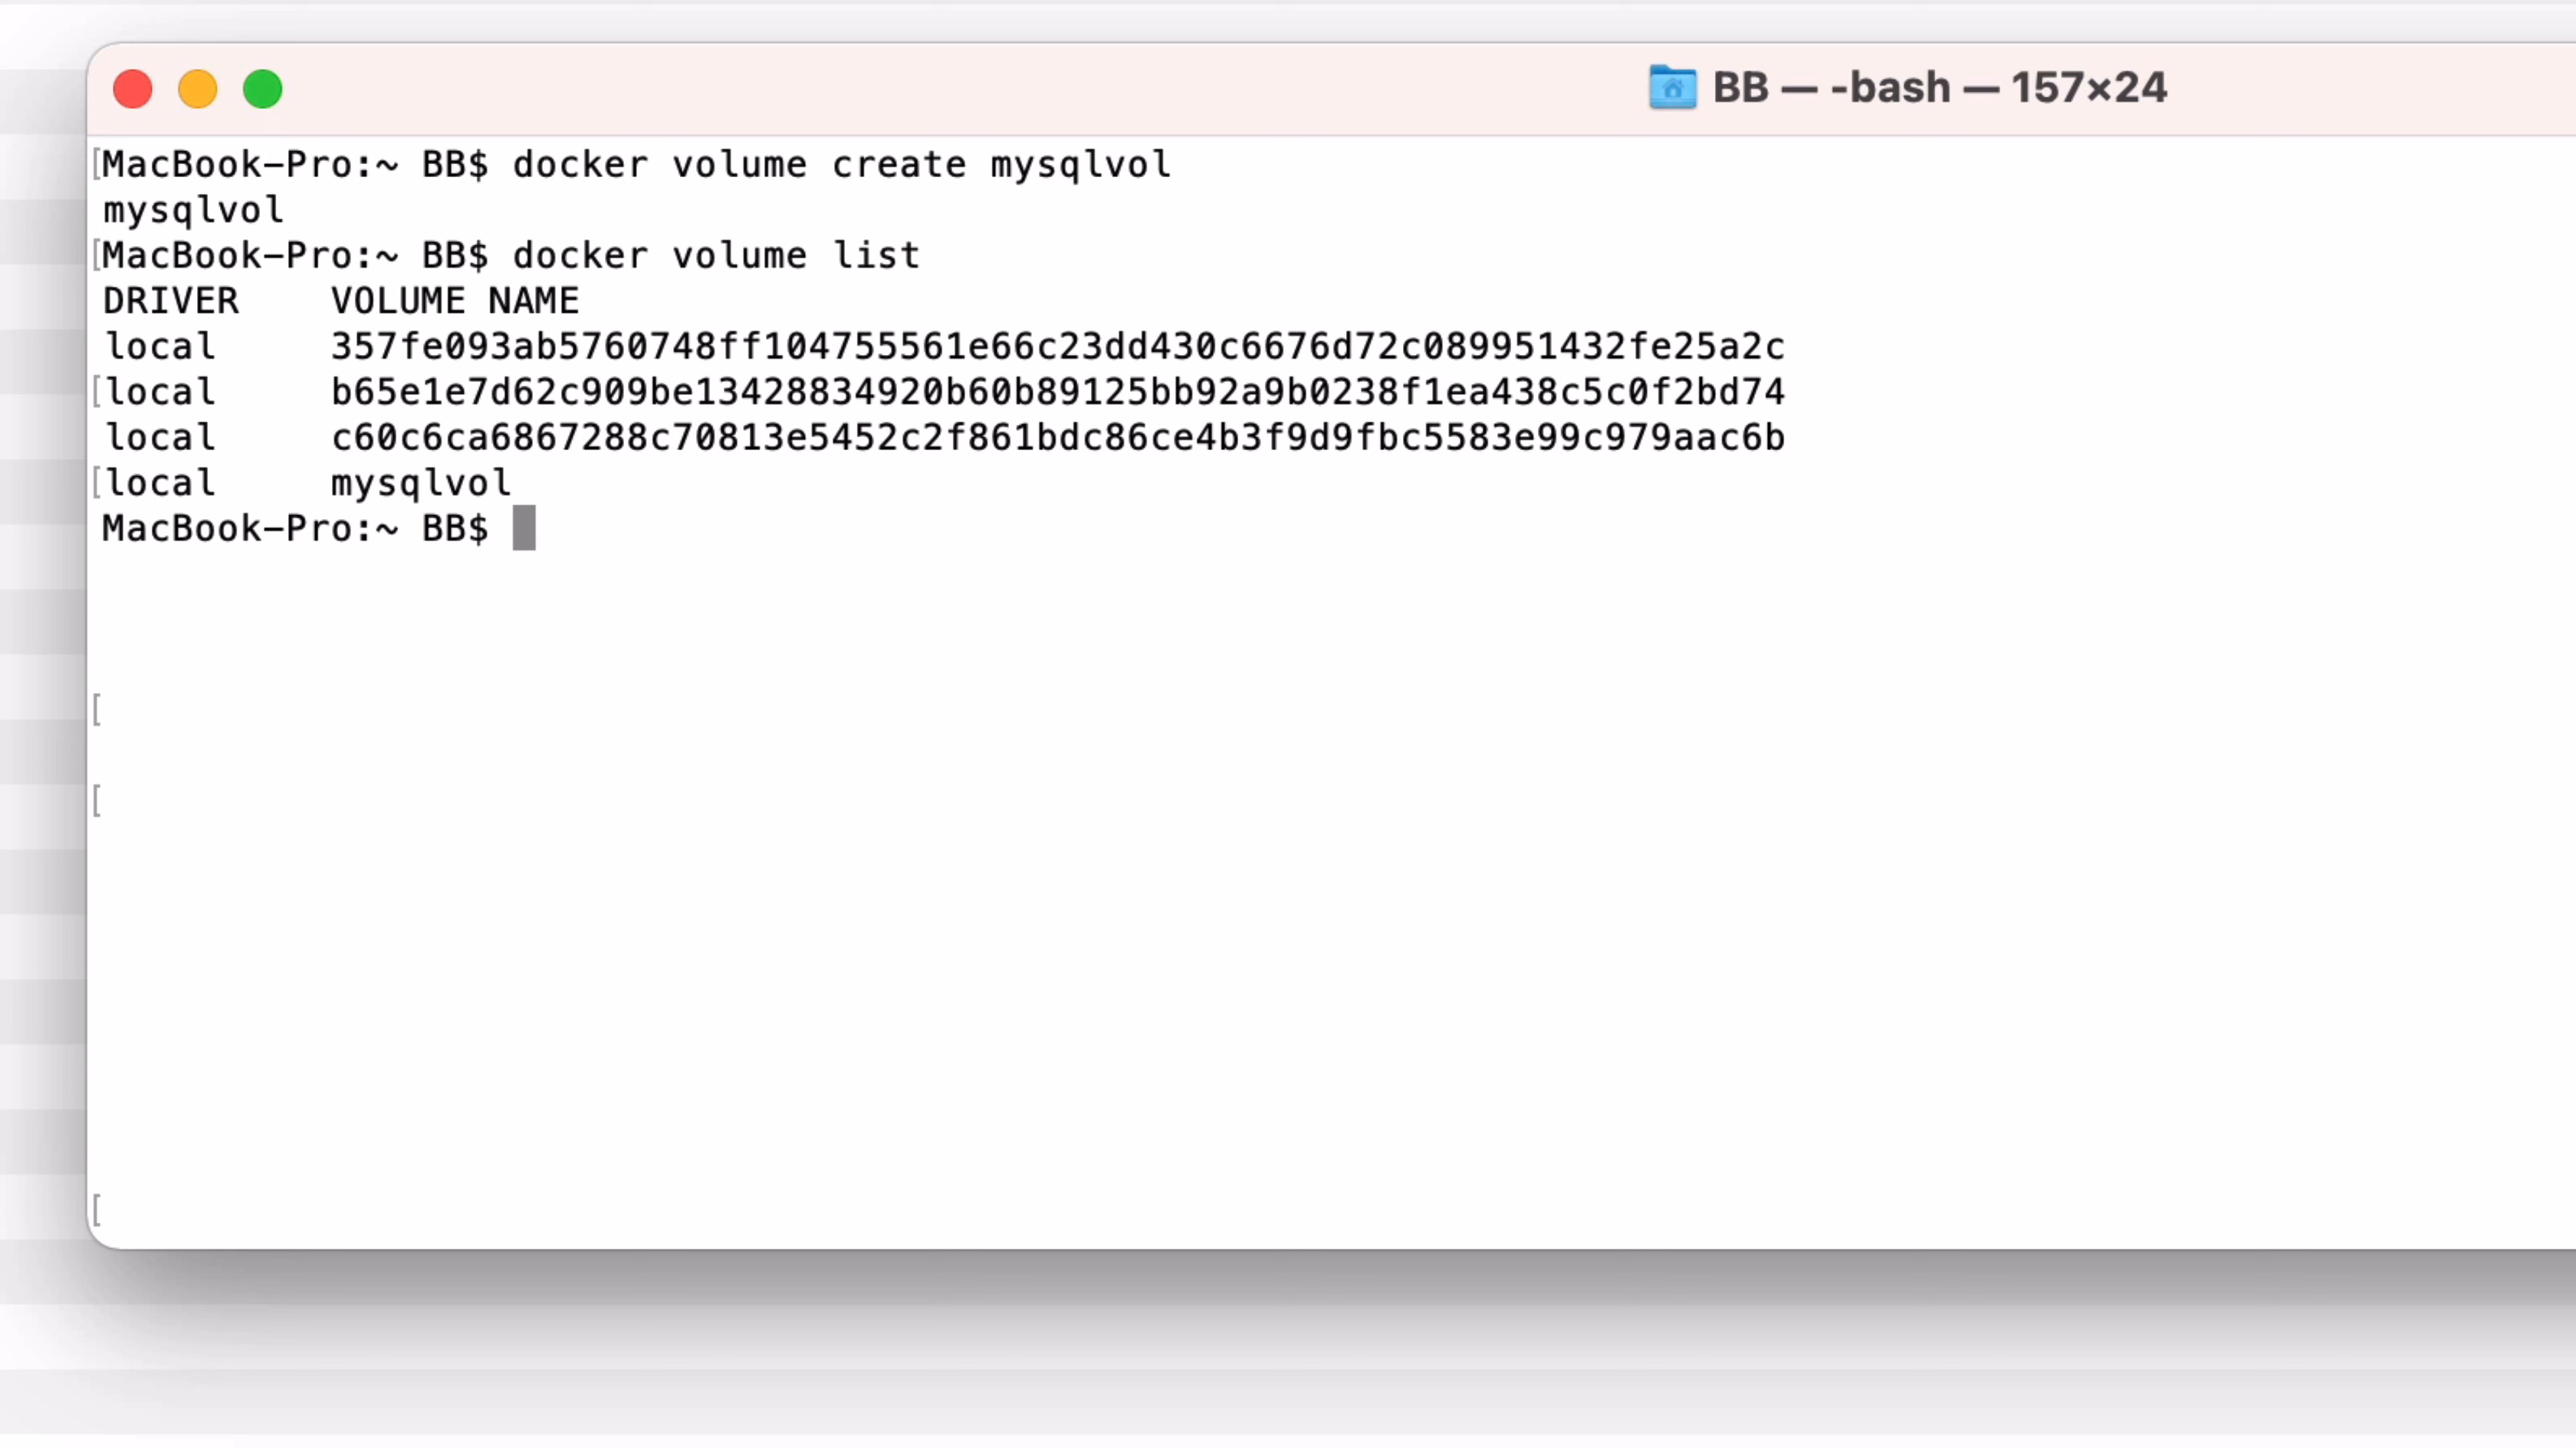 BB — -bash — 157×24
[MacBook-Pro:~ BB$ docker volume create mysqlvol
mysqlvol
[MacBook-Pro:~ BB$ docker volume list
DRIVER    VOLUME NAME
local     357fe093ab5760748ff104755561e66c23dd430c6676d72c089951432fe25a2c
[local     b65e1e7d62c909be13428834920b60b89125bb92a9b0238f1ea438c5c0f2bd74
local     c60c6ca6867288c70813e5452c2f861bdc86ce4b3f9d9fbc5583e99c979aac6b
[local     mysqlvol
MacBook-Pro:~ BB$
[
[
[